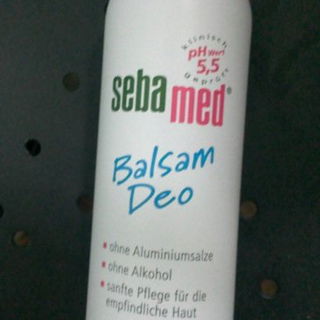 klinisch
pH Wert
5,5
geprüft
sebamed®
Balsam
Deo
* ohne Aluminiumsalze
* ohne Alkohol
* sanfte Pflege für die
empfindliche Haut